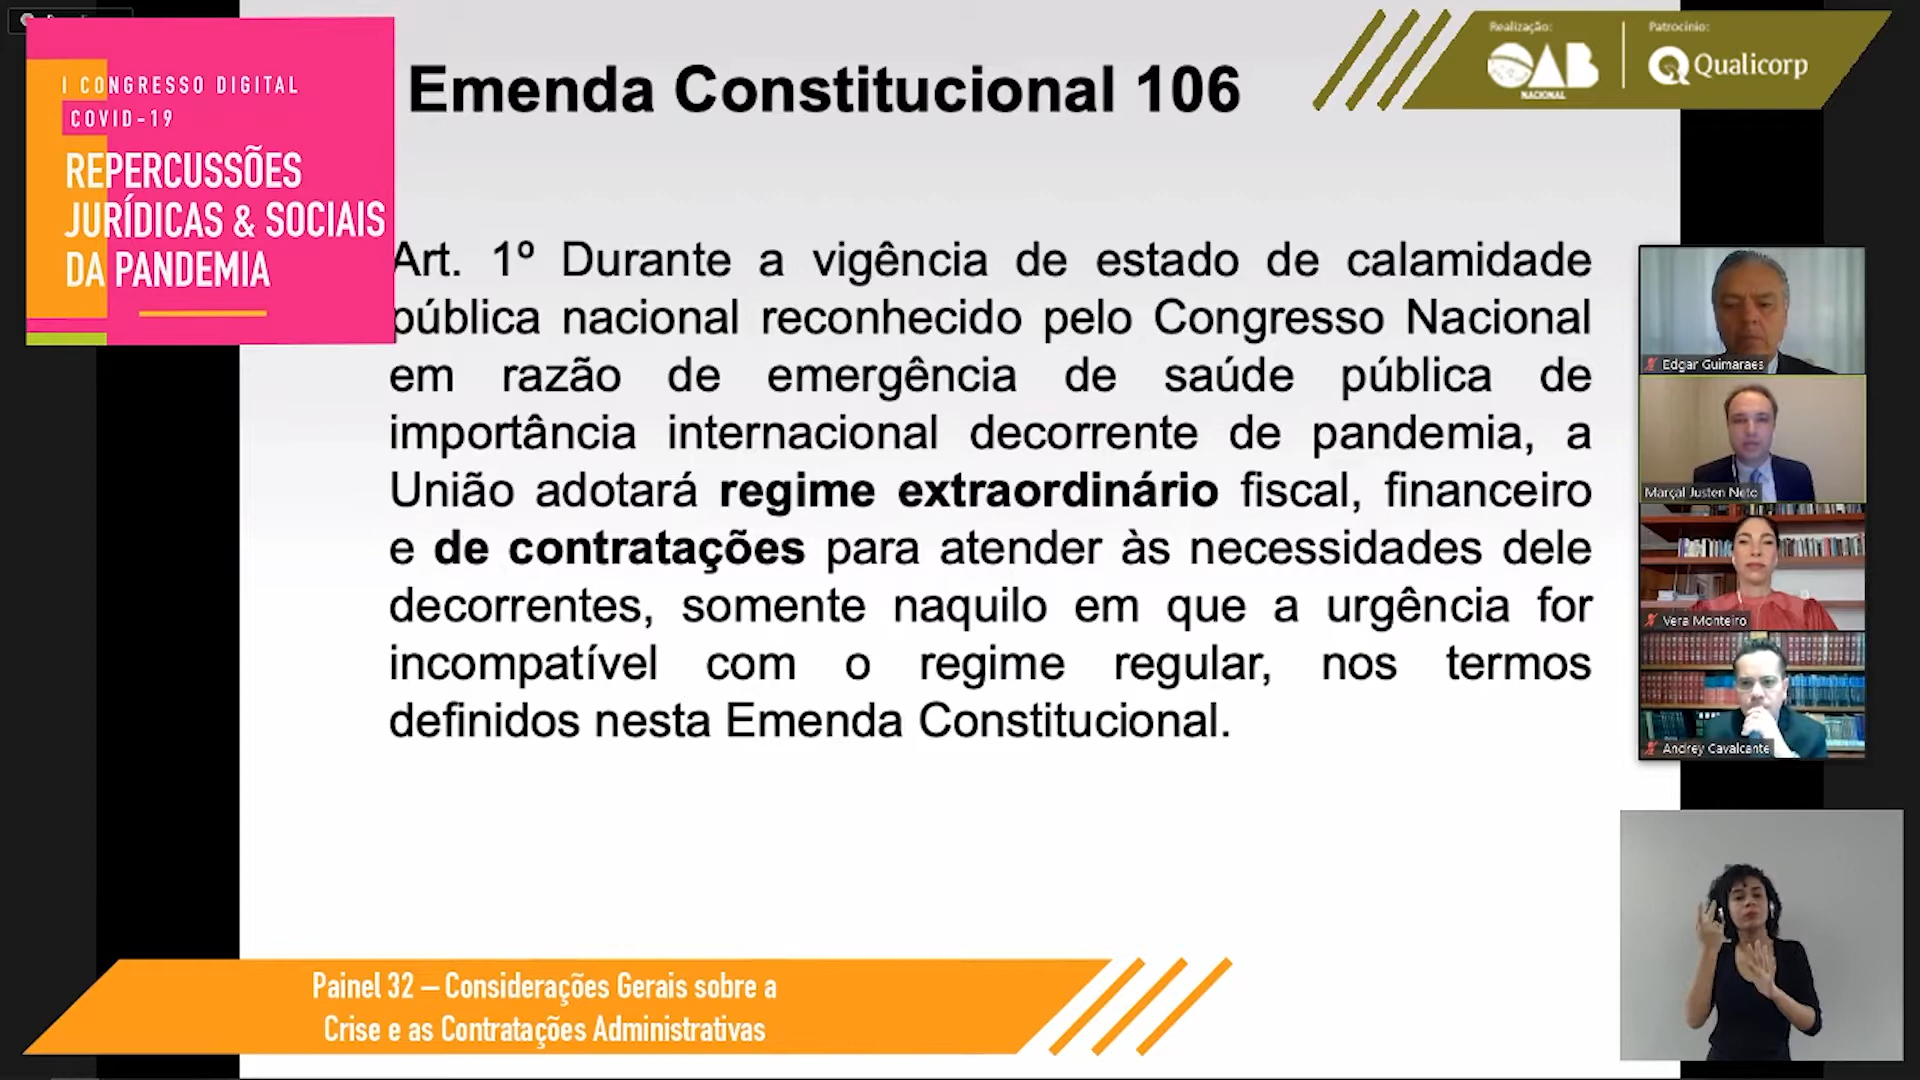 I CONGRESSO DIGITAL
COVID-19
REPERCUSSÕES
JURÍDICAS & SOCIAIS
DA PANDEMIA
Emenda Constitucional 106
Realização:
OAB
NACIONAL
Patrocínio:
Qualicorp
Art. 1º Durante a vigência de estado de calamidade
pública nacional reconhecido pelo Congresso Nacional
em razão de emergência de saúde pública de
importância internacional decorrente de pandemia, a
União adotará regime extraordinário fiscal, financeiro
e de contratações para atender às necessidades dele
decorrentes, somente naquilo em que a urgência for
incompatível com o regime regular, nos termos
definidos nesta Emenda Constitucional.
Edgar Guimaraes
Marçal Justen Neto
Vera Monteiro
Andrey Cavalcante
Painel 32 – Considerações Gerais sobre a
Crise e as Contratações Administrativas